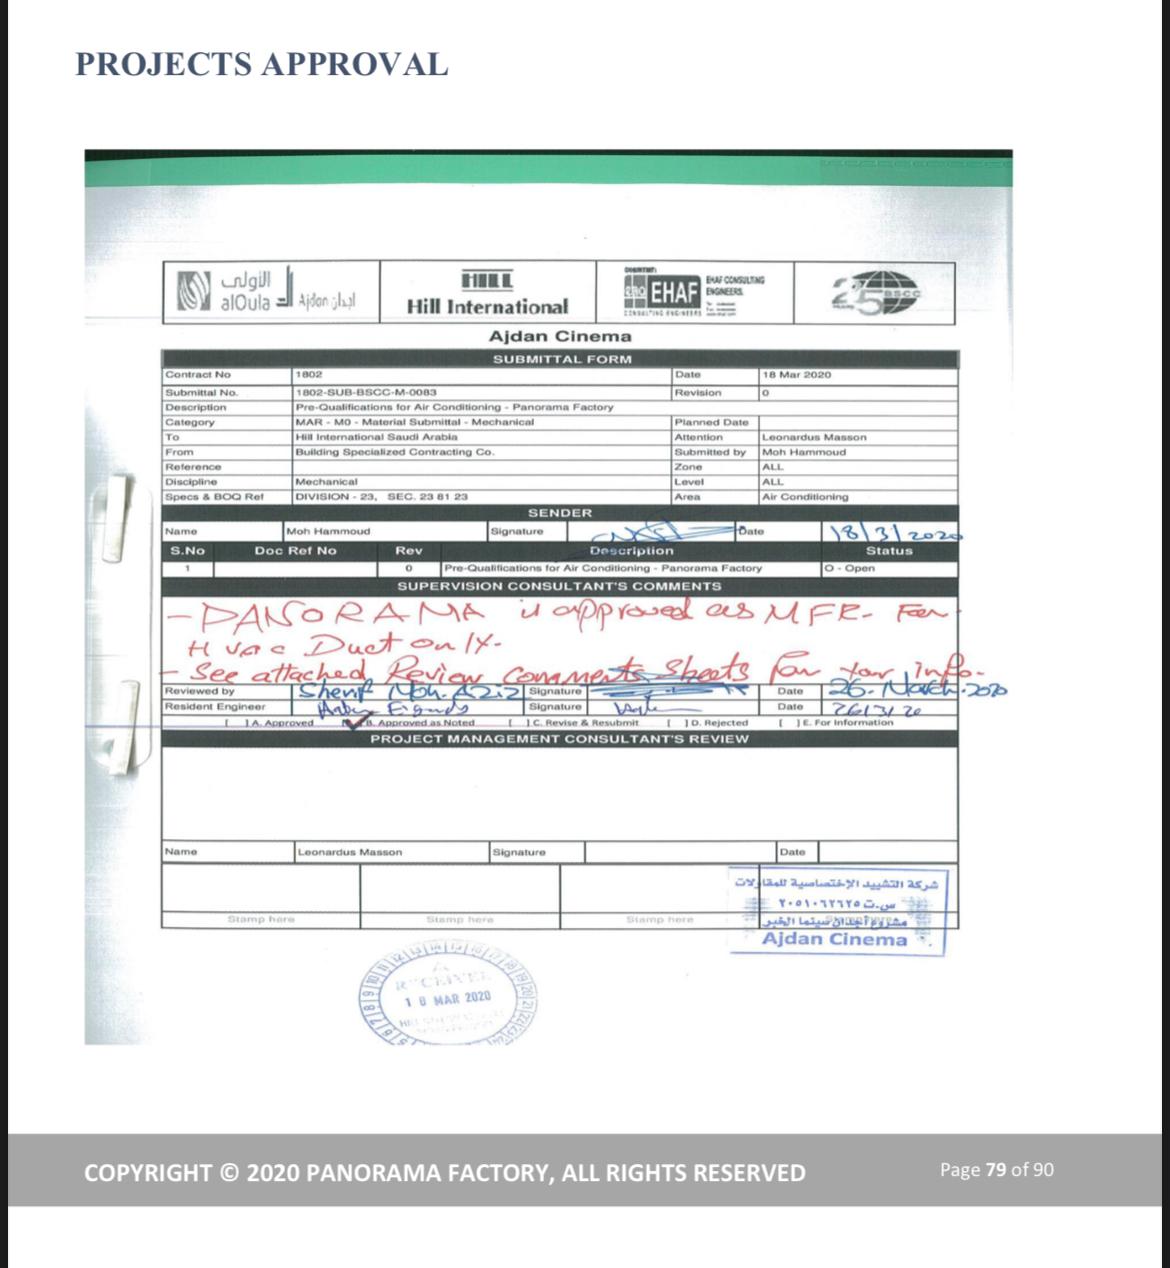 PROJECTS APPROVAL
الأولى
alOula
Ajdan أجدان
HILL
Hill International
EHAF
EHAF CONSULTING
ENGINEERS.
CONSULTING ENGINEERS
25
BSCC
Ajdan Cinema
SUBMITTAL FORM
Contract No 1802 Date 18 Mar 2020
Submittal No. 1802-SUB-BSCC-M-0083 Revision 0
Description Pre-Qualifications for Air Conditioning - Panorama Factory
Category MAR - M0 - Material Submittal - Mechanical Planned Date
To Hill International Saudi Arabia Attention Leonardus Masson
From Building Specialized Contracting Co. Submitted by Moh Hammoud
Reference Zone ALL
Discipline Mechanical Level ALL
Specs & BOQ Ref DIVISION - 23, SEC. 23 81 23 Area Air Conditioning
SENDER
Name Moh Hammoud Signature Date 18/3/2020
S.No Doc Ref No Rev Description Status
1 0 Pre-Qualifications for Air Conditioning - Panorama Factory O - Open
SUPERVISION CONSULTANT'S COMMENTS
- PANORAMA is approved as MFR. For
Hvac Duct only.
- See attached Review comments Sheets for your info.
Reviewed by Sherif Moh. Aziz Signature Date 26. March. 2020
Resident Engineer Signature Date 26/3/20
[ ] A. Approved [ ] B. Approved as Noted [ ] C. Revise & Resubmit [ ] D. Rejected [ ] E. For Information
PROJECT MANAGEMENT CONSULTANT'S REVIEW
Name Leonardus Masson Signature Date
شركة التشييد الإختصاصية للمقاولات
س.ت ٢٠٥١٠٦٢٦٢٥
مشروع أجدان سينما الخبر
Ajdan Cinema
Stamp here Stamp here Stamp here
RECEIVED
18 MAR 2020
COPYRIGHT © 2020 PANORAMA FACTORY, ALL RIGHTS RESERVED
Page 79 of 90